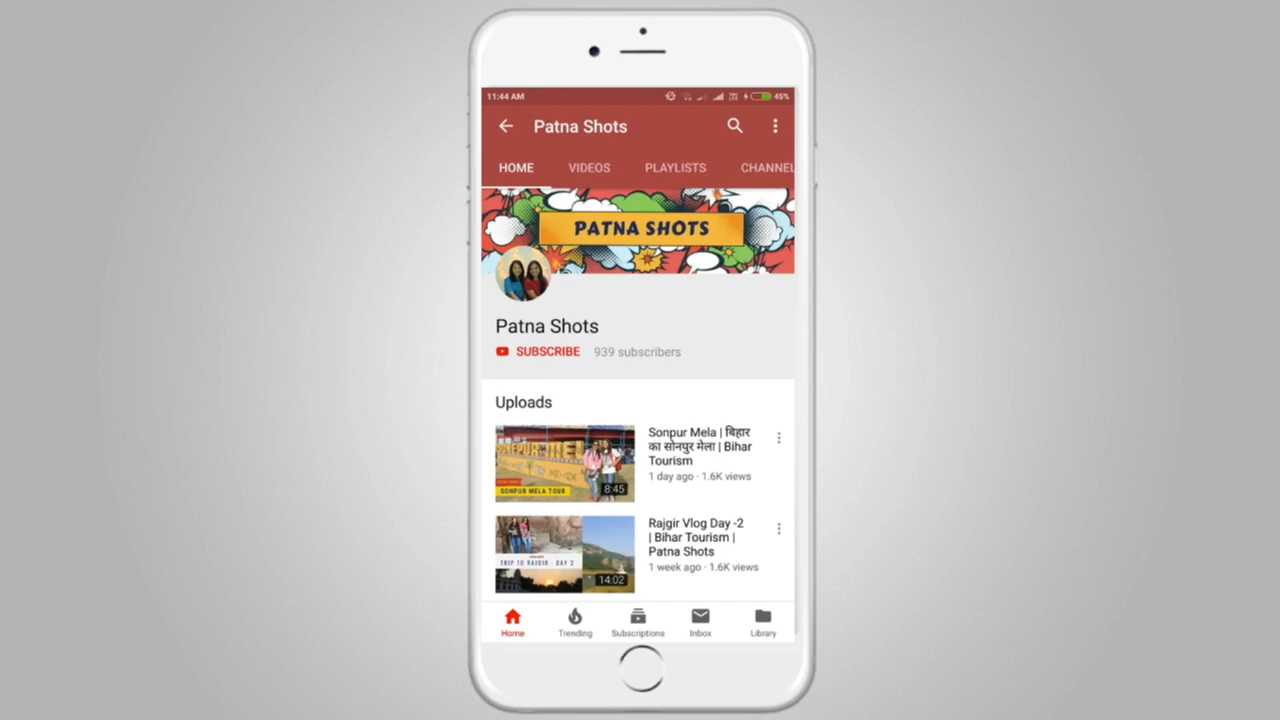 11:44 AM
45%
Patna Shots
HOME VIDEOS PLAYLISTS CHANNEL
PATNA SHOTS
Patna Shots
SUBSCRIBE 939 subscribers
Uploads
SONPUR MELA TOUR
8:45
Sonpur Mela | बिहार
का सोनपुर मेला | Bihar
Tourism
1 day ago · 1.6K views
TRIP TO RAJGIR : DAY 2
14:02
Rajgir Vlog Day -2
| Bihar Tourism |
Patna Shots
1 week ago · 1.6K views
Home Trending Subscriptions Inbox Library